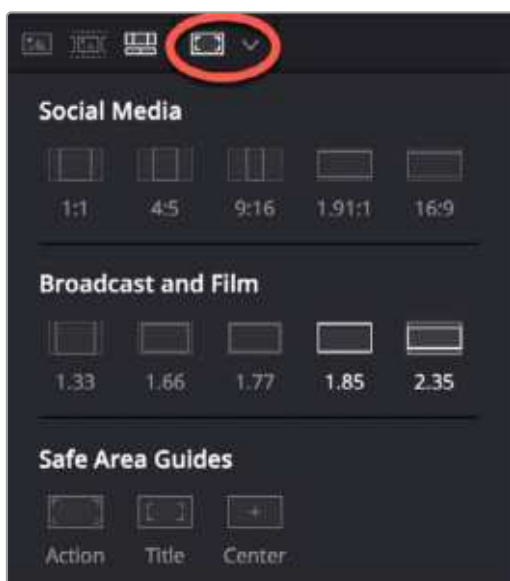 Social Media
1:1 4:5 9:16 1.91:1 16:9
Broadcast and Film
1.33 1.66 1.77 1.85 2.35
Safe Area Guides
Action Title Center